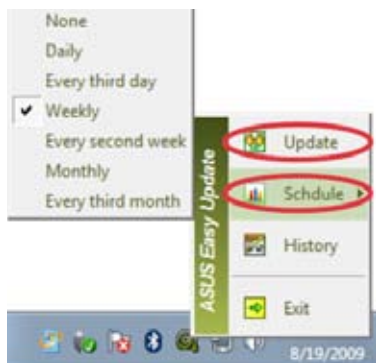 None
Daily
Every third day
Weekly
Every second week
Monthly
Every third month
ASUS Easy Update
Update
Schdule
History
Exit
8/19/2009